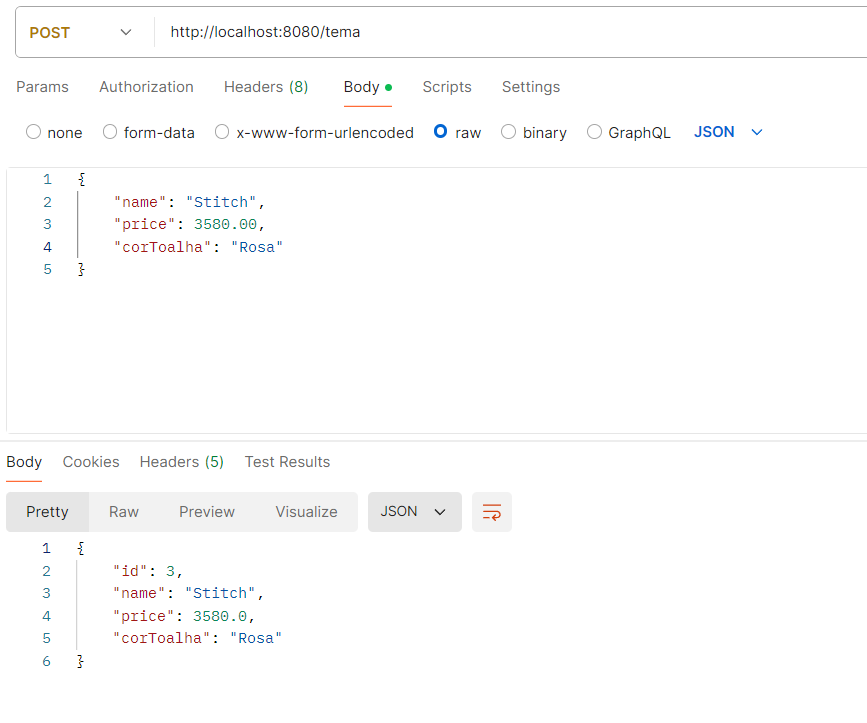 POST http://localhost:8080/tema
Params Authorization Headers (8) Body Scripts Settings
none form-data x-www-form-urlencoded raw binary GraphQL JSON
1 {
2 "name": "Stitch",
3 "price": 3580.00,
4 "corToalha": "Rosa"
5 }
Body Cookies Headers (5) Test Results
Pretty Raw Preview Visualize JSON
1 {
2 "id": 3,
3 "name": "Stitch",
4 "price": 3580.0,
5 "corToalha": "Rosa"
6 }